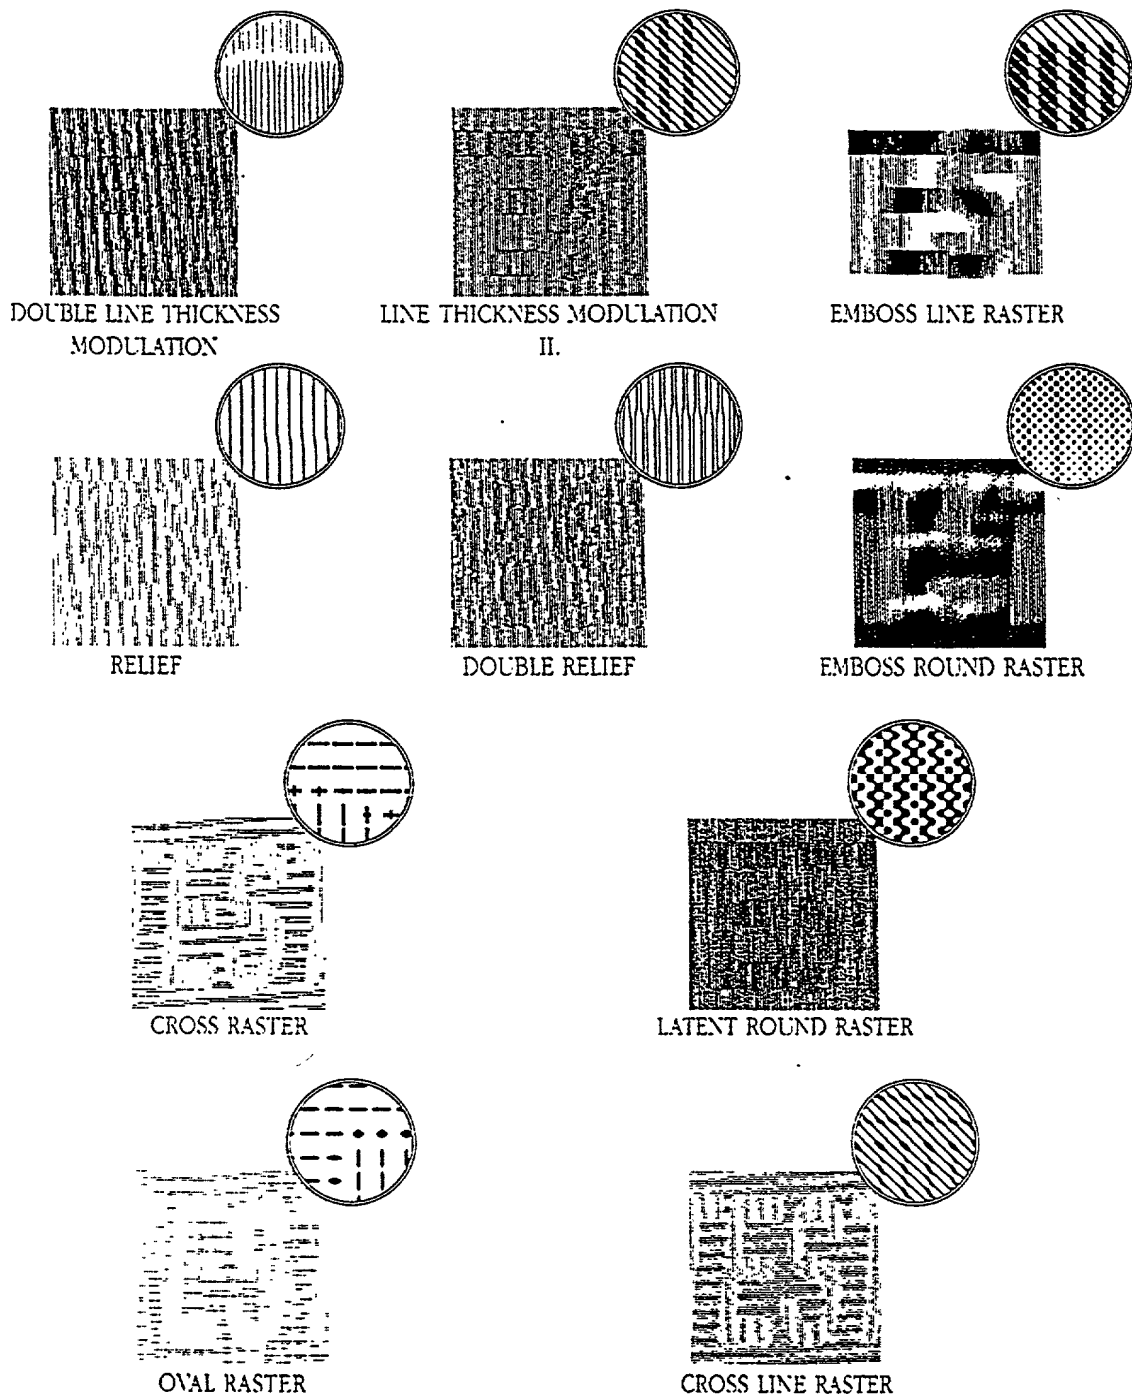 DOUBLE LINE THICKNESS
MODULATION
LINE THICKNESS MODULATION
II.
EMBOSS LINE RASTER
RELIEF
DOUBLE RELIEF
EMBOSS ROUND RASTER
CROSS RASTER
LATENT ROUND RASTER
OVAL RASTER
CROSS LINE RASTER